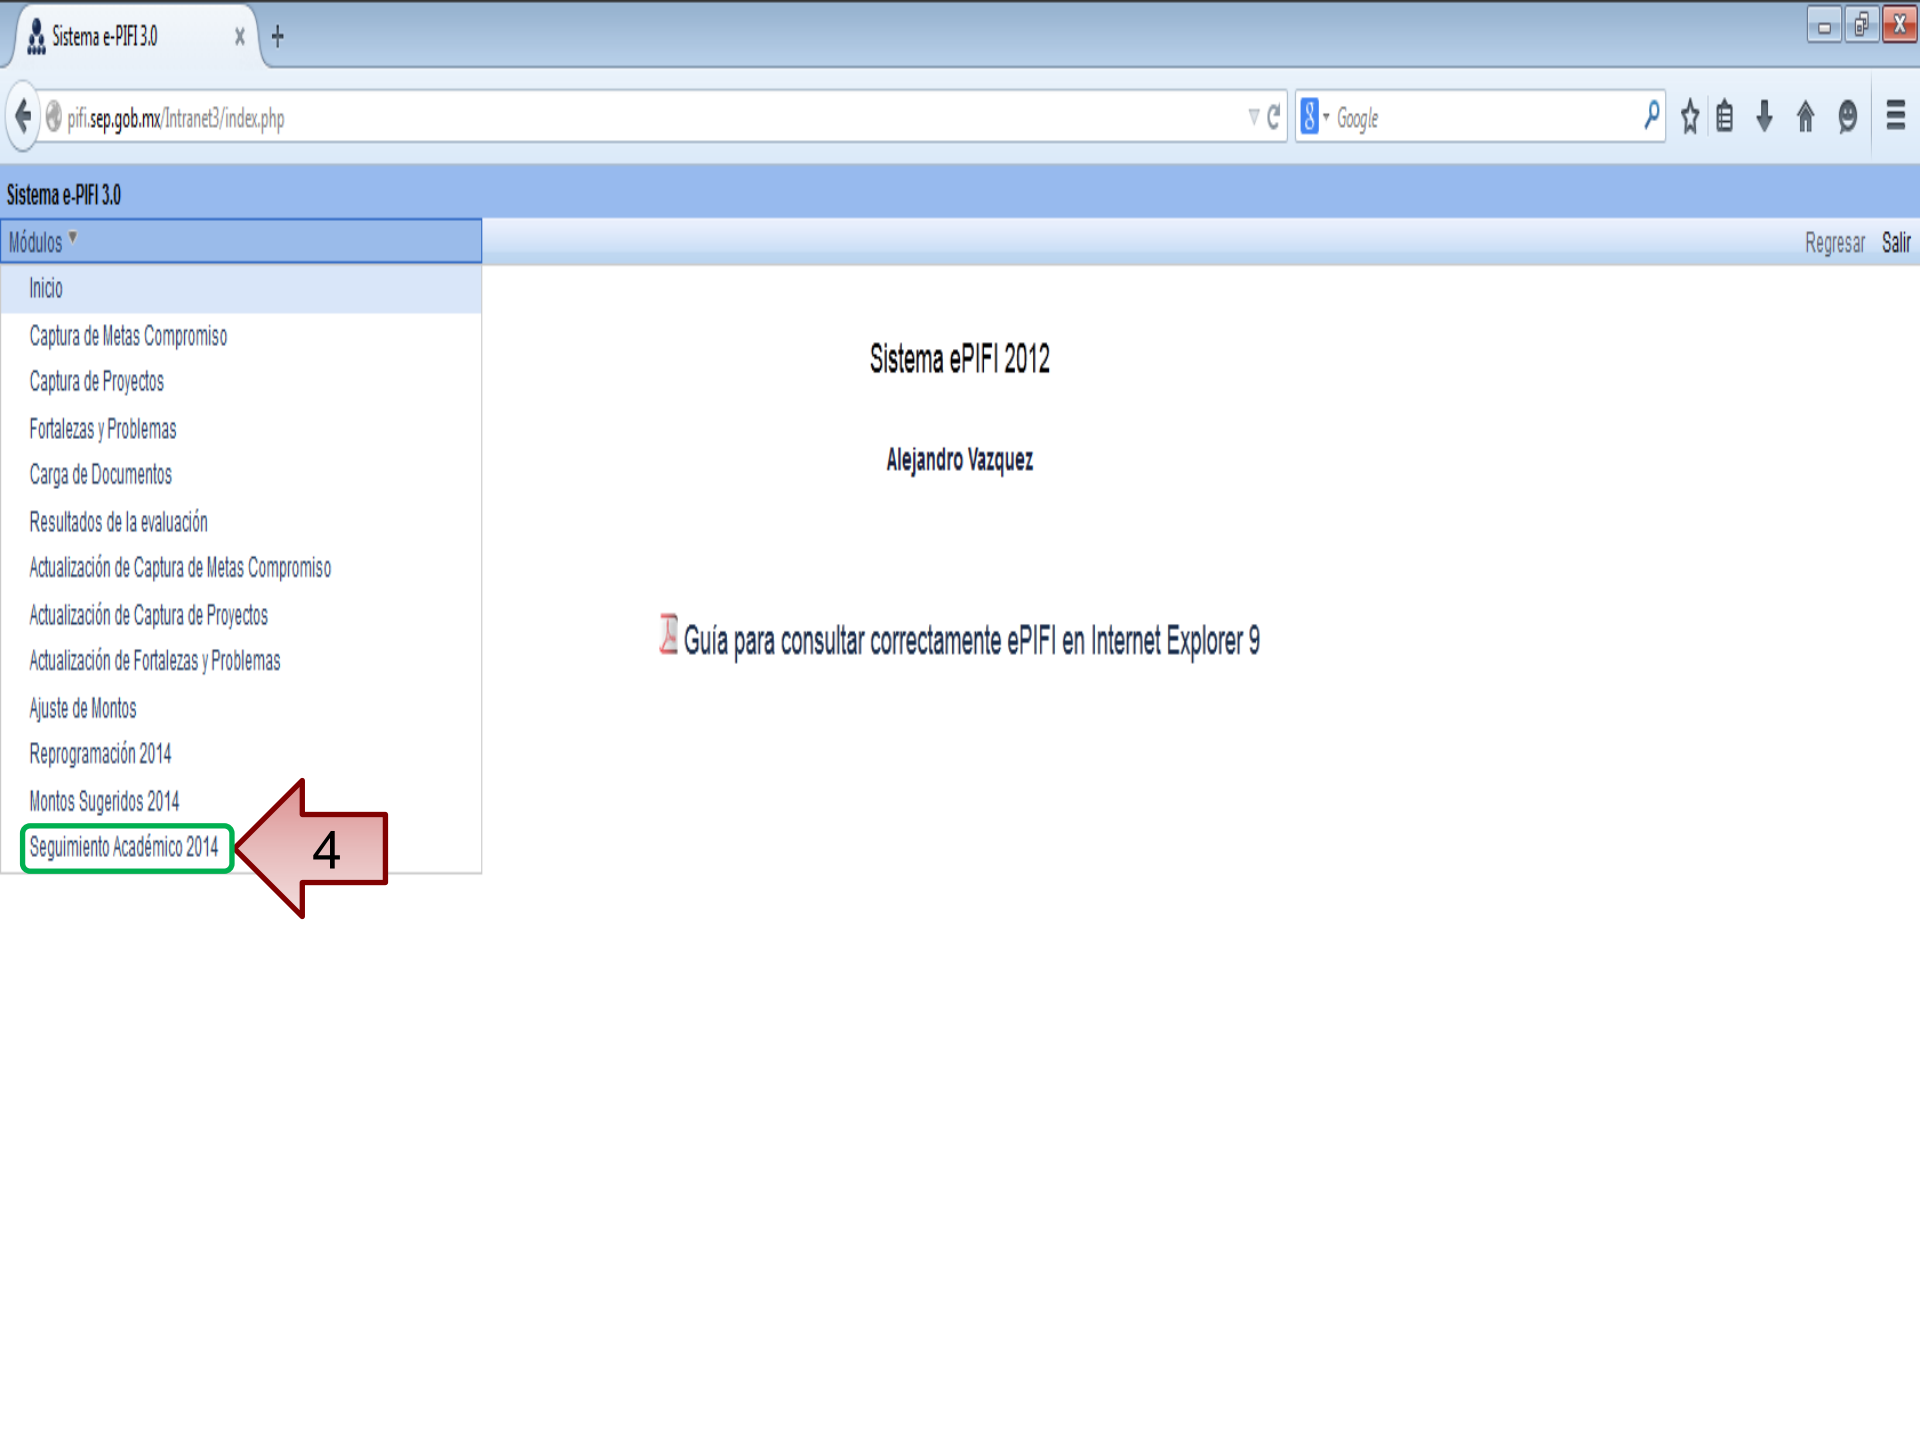 Sistema e-PIFI 3.0
pifi.sep.gob.mx/Intranet3/index.php
Google
Sistema e-PIFI 3.0
Módulos
Regresar Salir
Inicio
Captura de Metas Compromiso
Captura de Proyectos
Fortalezas y Problemas
Carga de Documentos
Resultados de la evaluación
Actualización de Captura de Metas Compromiso
Actualización de Captura de Proyectos
Actualización de Fortalezas y Problemas
Ajuste de Montos
Reprogramación 2014
Montos Sugeridos 2014
Seguimiento Académico 2014
4
Sistema ePIFI 2012
Alejandro Vazquez
Guía para consultar correctamente ePIFI en Internet Explorer 9